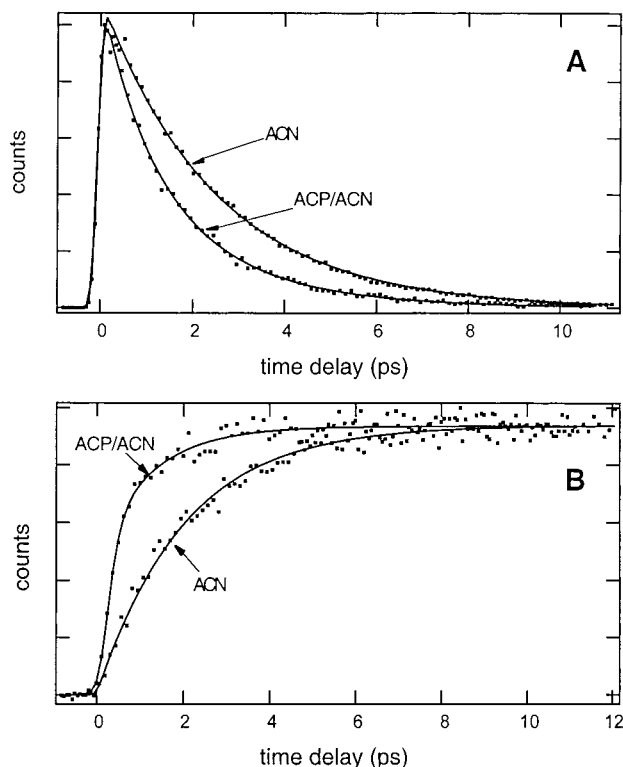 A
counts
ACN
ACP/ACN
0 2 4 6 8 10
time delay (ps)
B
counts
ACP/ACN
ACN
0 2 4 6 8 10 12
time delay (ps)